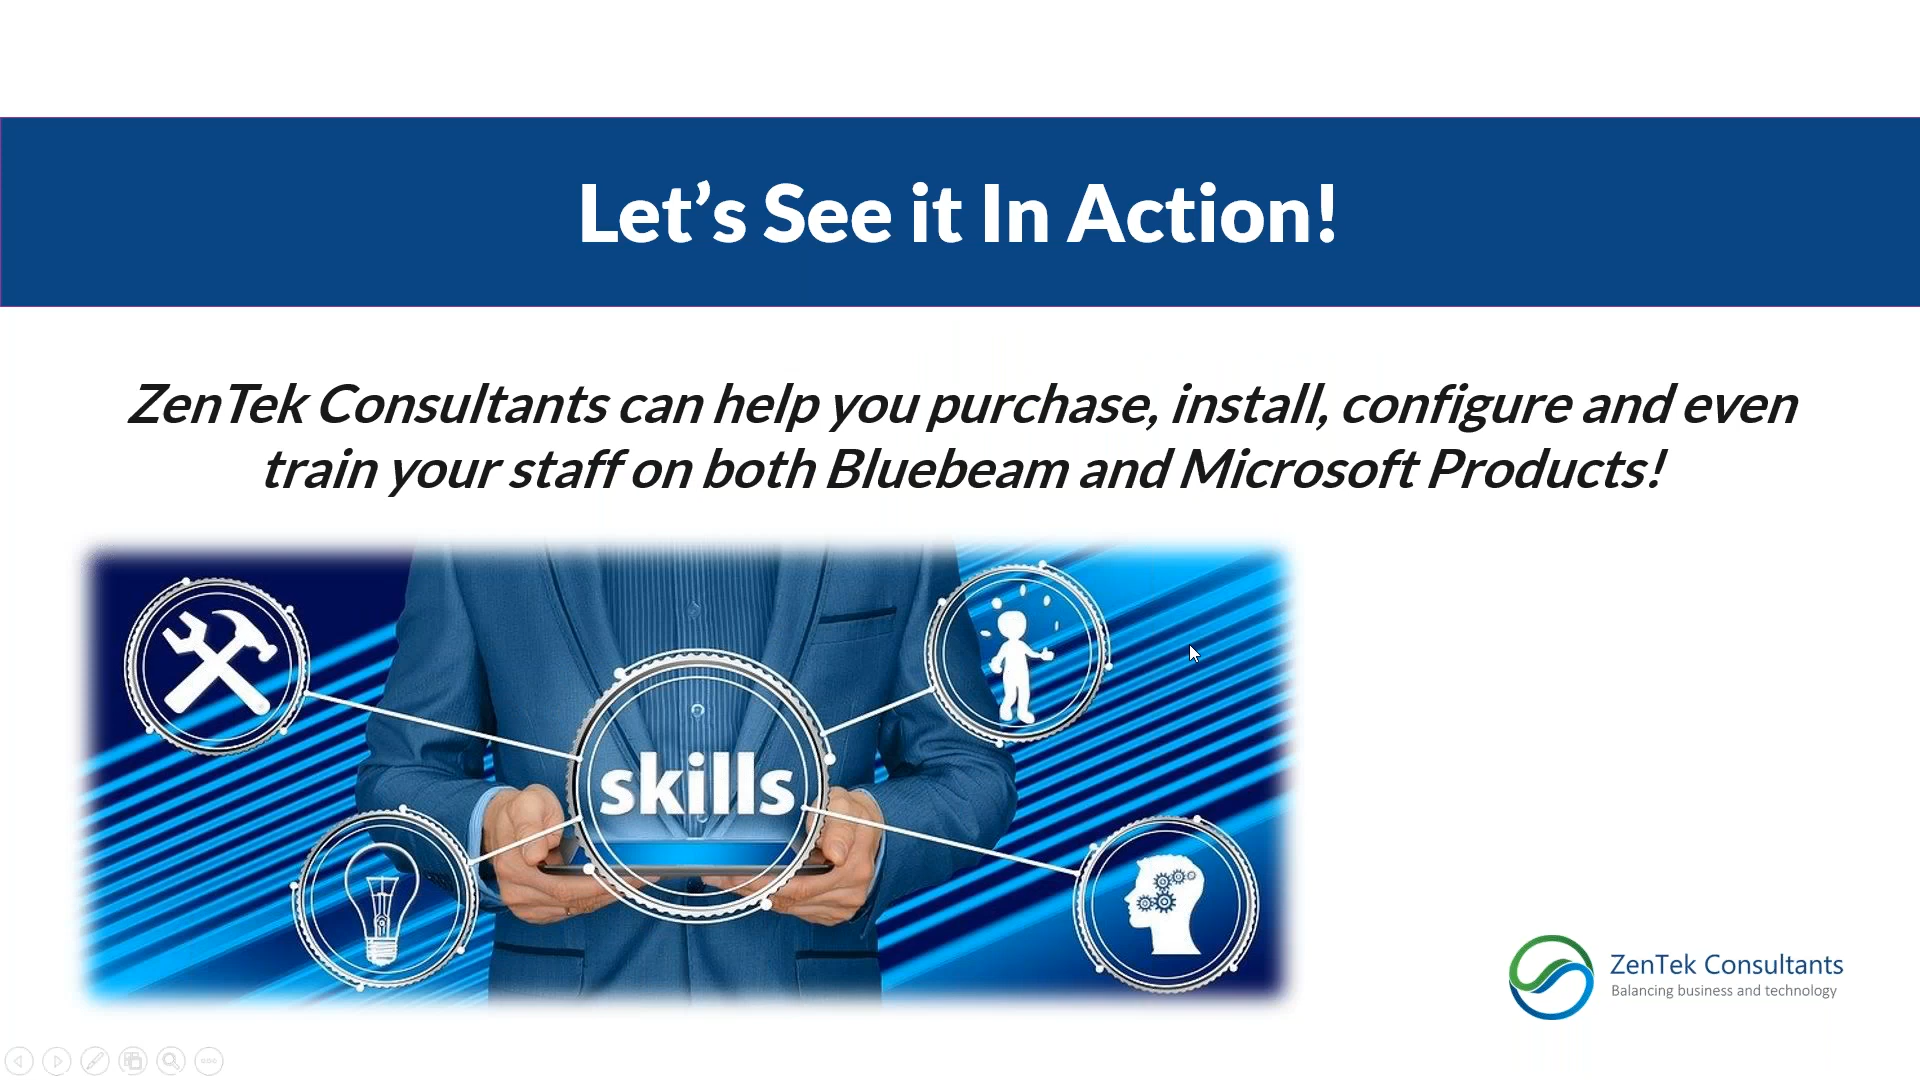 Let’s See it In Action!
ZenTek Consultants can help you purchase, install, configure and even
train your staff on both Bluebeam and Microsoft Products!
skills
ZenTek Consultants
Balancing business and technology